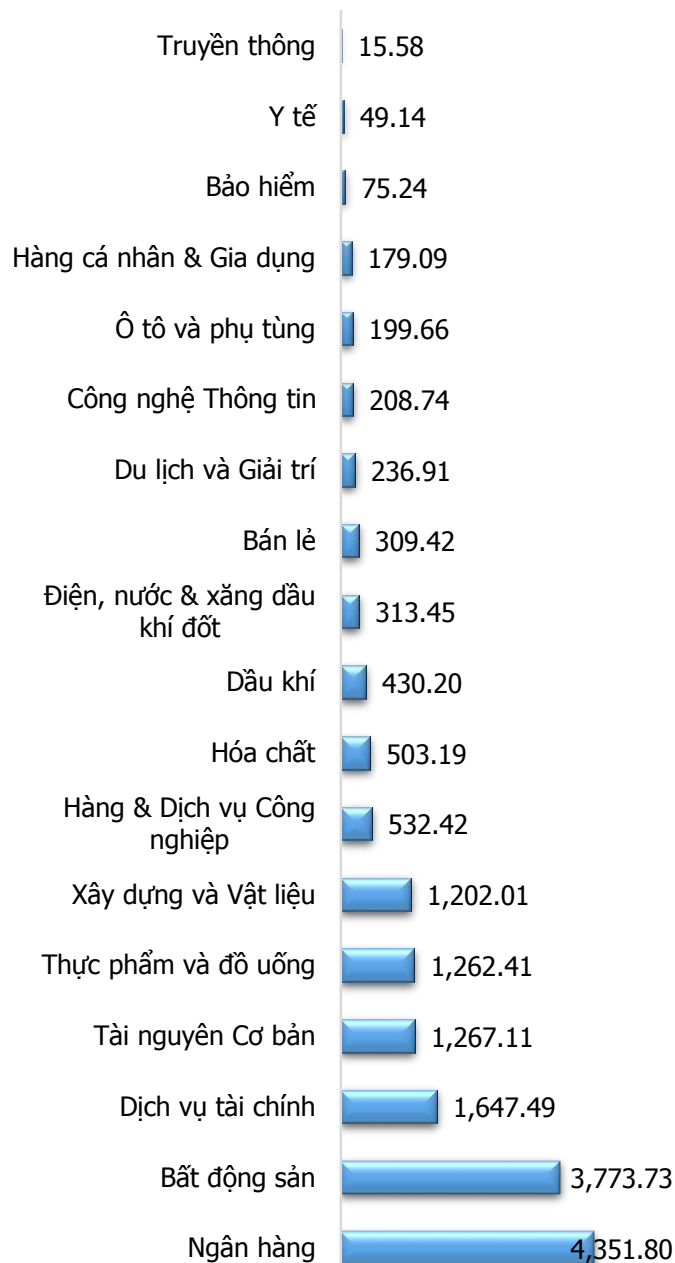 Truyền thông 15.58
Y tế 49.14
Bảo hiểm 75.24
Hàng cá nhân & Gia dụng 179.09
Ô tô và phụ tùng 199.66
Công nghệ Thông tin 208.74
Du lịch và Giải trí 236.91
Bán lẻ 309.42
Điện, nước & xăng dầu
khí đốt 313.45
Dầu khí 430.20
Hóa chất 503.19
Hàng & Dịch vụ Công
nghiệp 532.42
Xây dựng và Vật liệu 1,202.01
Thực phẩm và đồ uống 1,262.41
Tài nguyên Cơ bản 1,267.11
Dịch vụ tài chính 1,647.49
Bất động sản 3,773.73
Ngân hàng 4,351.80